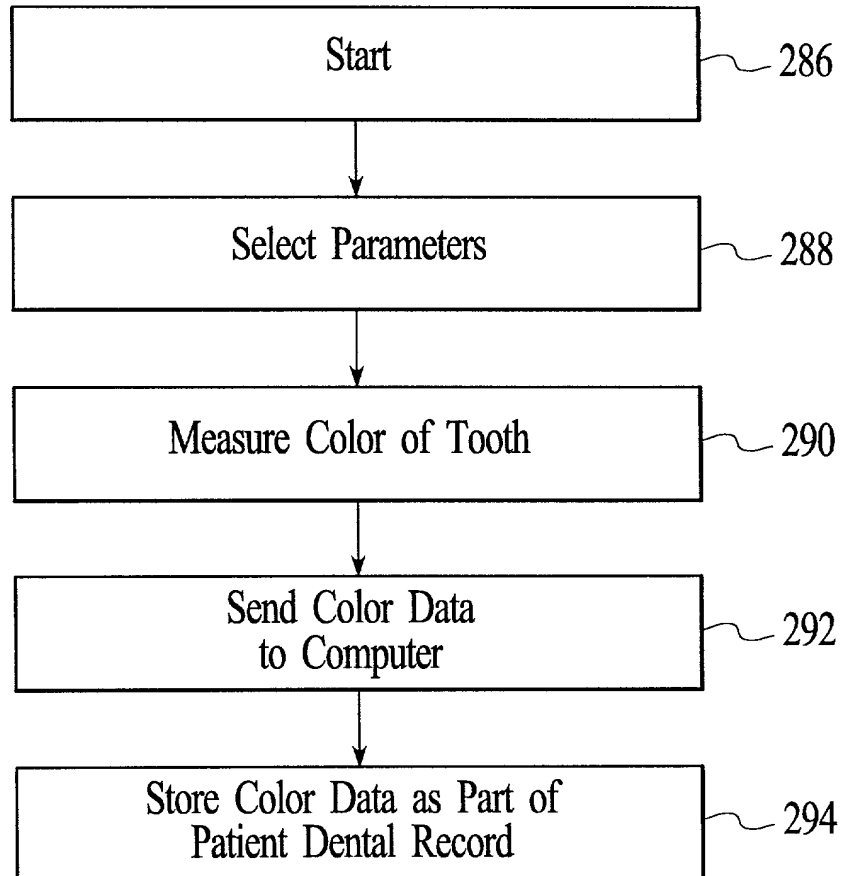 Start
286
Select Parameters
288
Measure Color of Tooth
290
Send Color Data
to Computer
292
Store Color Data as Part of
Patient Dental Record
294